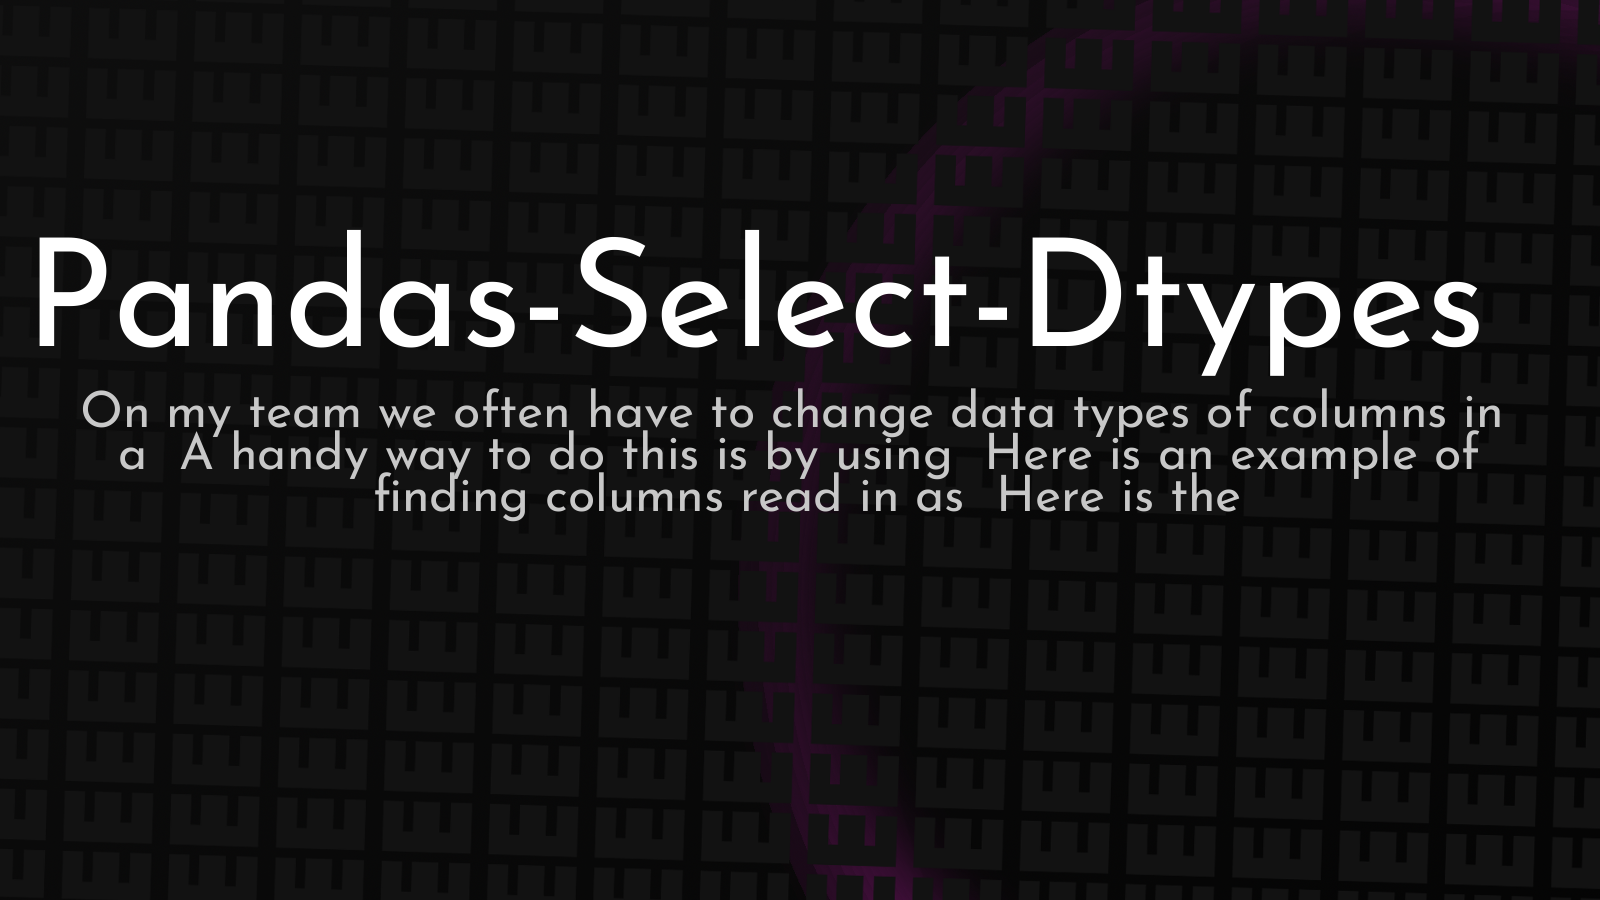 Pandas-Select-Dtypes
On my team we often have to change data types of columns in
a  A handy way to do this is by using  Here is an example of
finding columns read in as  Here is the